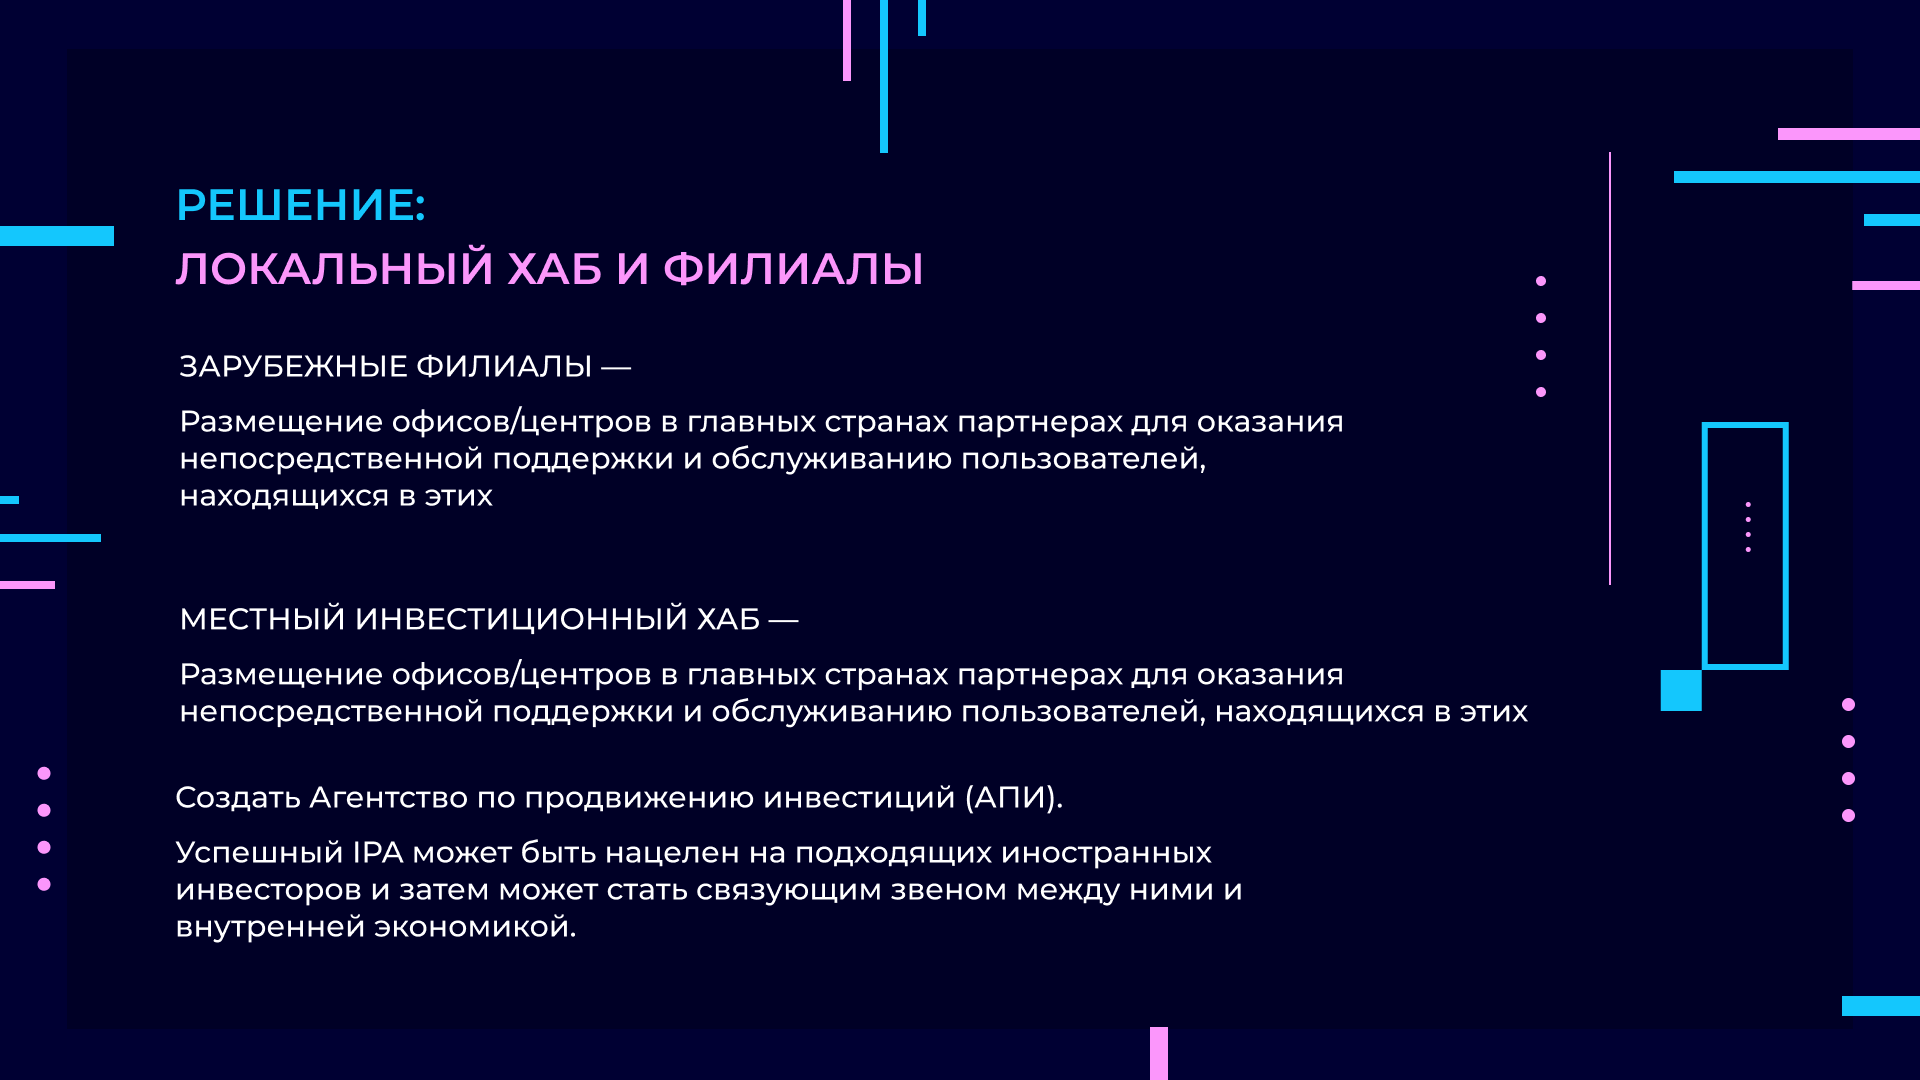 РЕШЕНИЕ:
ЛОКАЛЬНЫЙ ХАБ И ФИЛИАЛЫ
ЗАРУБЕЖНЫЕ ФИЛИАЛЫ —
Размещение офисов/центров в главных странах партнерах для оказания
непосредственной поддержки и обслуживанию пользователей,
находящихся в этих
МЕСТНЫЙ ИНВЕСТИЦИОННЫЙ ХАБ —
Размещение офисов/центров в главных странах партнерах для оказания
непосредственной поддержки и обслуживанию пользователей, находящихся в этих
Создать Агентство по продвижению инвестиций (АПИ).
Успешный IPA может быть нацелен на подходящих иностранных
инвесторов и затем может стать связующим звеном между ними и
внутренней экономикой.